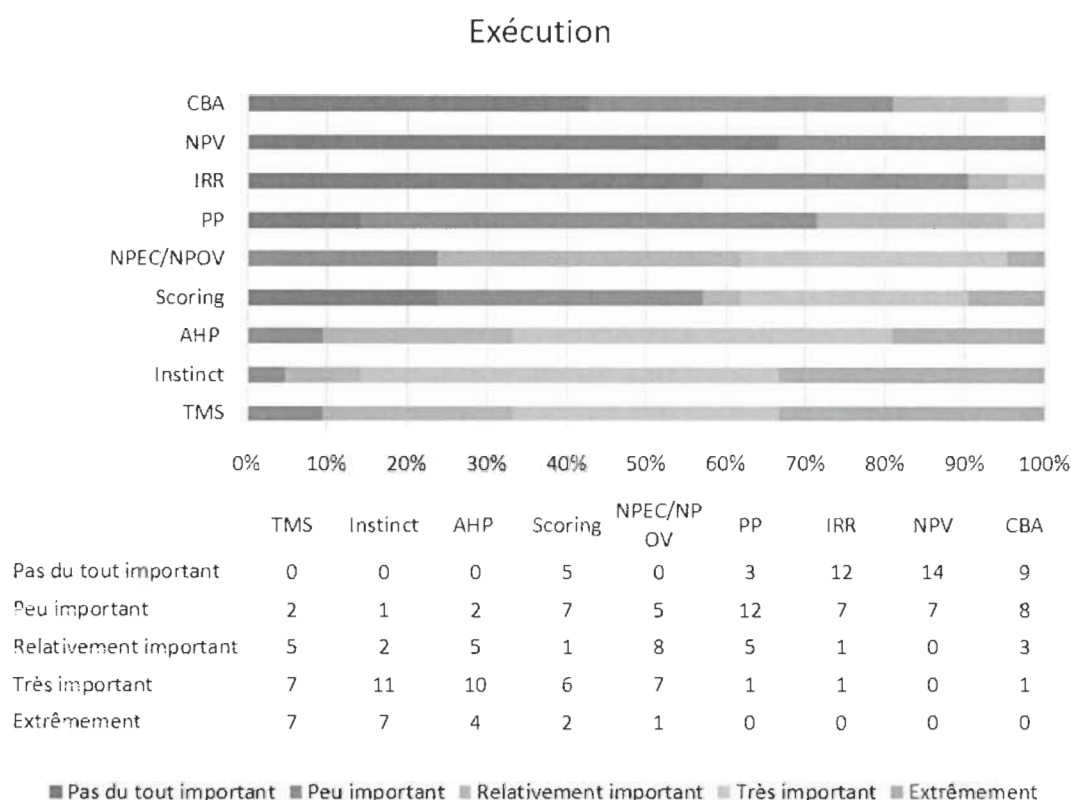 Exécution
CBA
NPV
IRR
PP
NPEC/NPOV
Scoring
AHP
Instinct
TMS
0% 10% 20% 30% 40% 50% 60% 70% 80% 90% 100%
TMS Instinct AHP Scoring NPEC/NP OV PP IRR NPV CBA
Pas du tout important 0 0 0 5 0 3 12 14 9
Peu important 2 1 2 7 5 12 7 7 8
Relativement important 5 2 5 1 8 5 1 0 3
Très important 7 11 10 6 7 1 1 0 1
Extrêmement 7 7 4 2 1 0 0 0 0
Pas du tout important Peu important Relativement important Très important Extrêmement